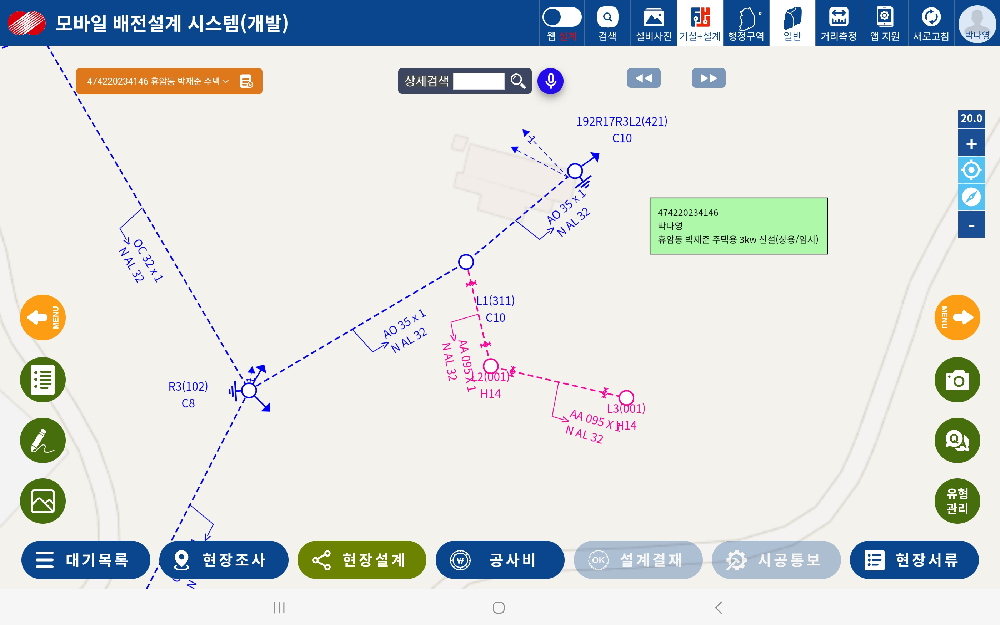 모바일 배전설계 시스템(개발)
웹 설계
검색
설비사진
기설+설계
행정구역
일반
거리측정
앱 지원
새로고침
박나영
474220234146 휴암동 박재준 주택
상세검색
20.0
+
-
192R17R3L2(421)
C10
1
AO 35 x 1
N AL 32
474220234146
박나영
휴암동 박재준 주택용 3kw 신설(상용/임시)
OC 32 x 1
N AL 32
L1(311)
C10
AO 35 x 1
N AL 32
AA 095 X 1
N AL 32
L2(001)
H14
R3(102)
C8
1
L3(001)
H14
AA 095 X 1
N AL 32
MENU
MENU
Q
A
유형
관리
N
대기목록
현장조사
현장설계
₩
공사비
OK
설계결재
시공통보
현장서류